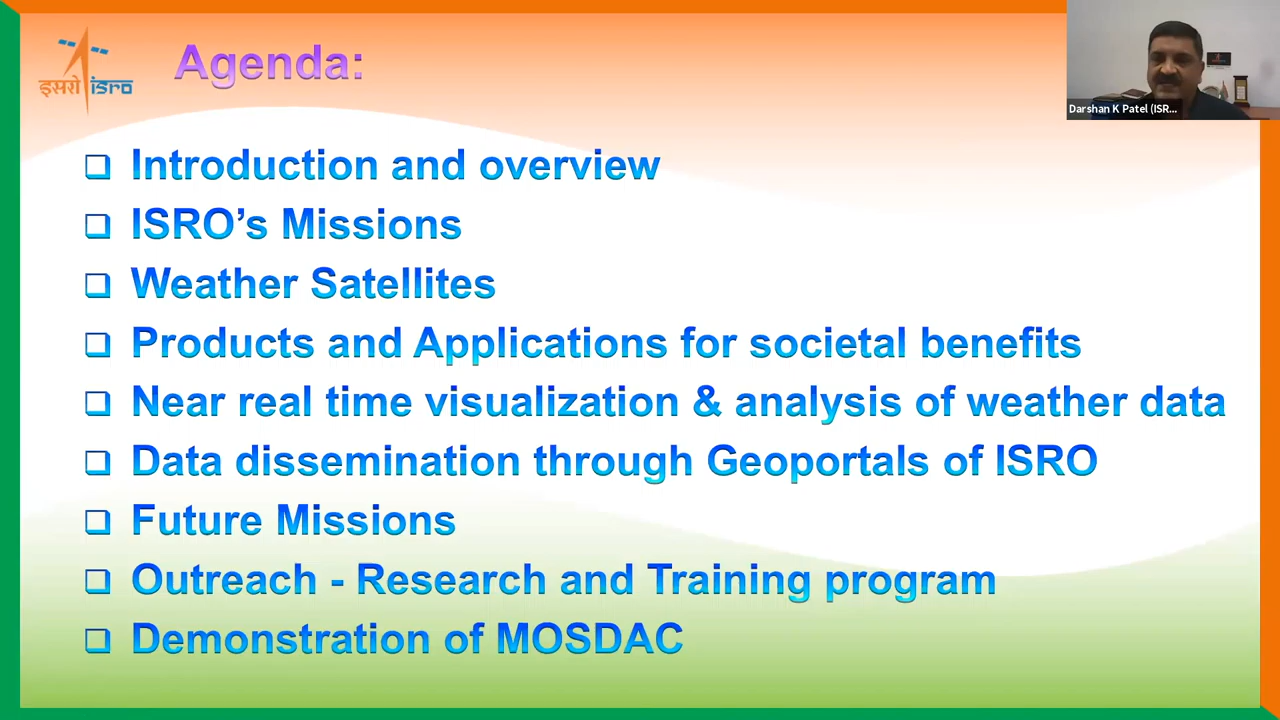 इसरो isro
Agenda:
Darshan K Patel (ISR...
Introduction and overview
ISRO’s Missions
Weather Satellites
Products and Applications for societal benefits
Near real time visualization & analysis of weather data
Data dissemination through Geoportals of ISRO
Future Missions
Outreach - Research and Training program
Demonstration of MOSDAC